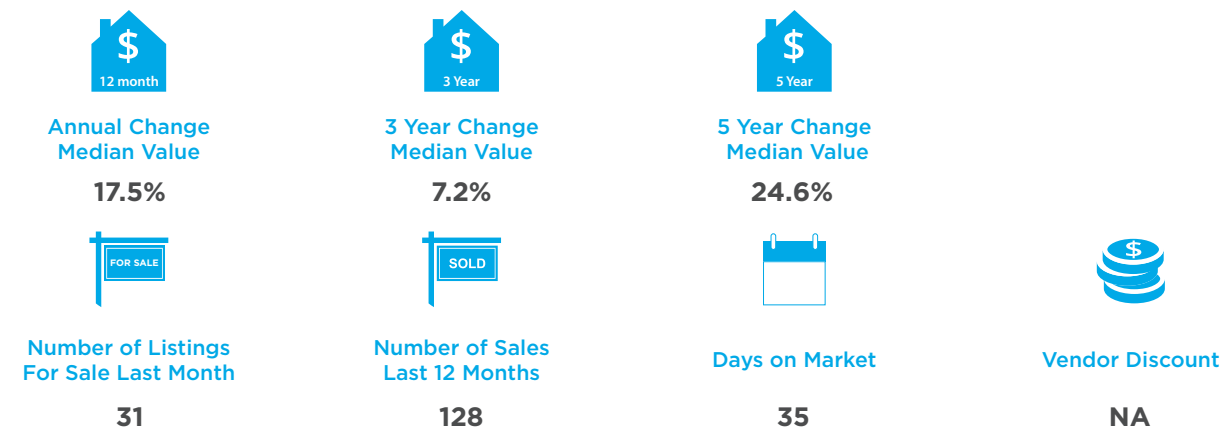 $
12 month
$
3 Year
$
5 Year
Annual Change
Median Value
17.5%
3 Year Change
Median Value
7.2%
5 Year Change
Median Value
24.6%
FOR SALE
SOLD
$
Number of Listings
For Sale Last Month
31
Number of Sales
Last 12 Months
128
Days on Market
35
Vendor Discount
NA